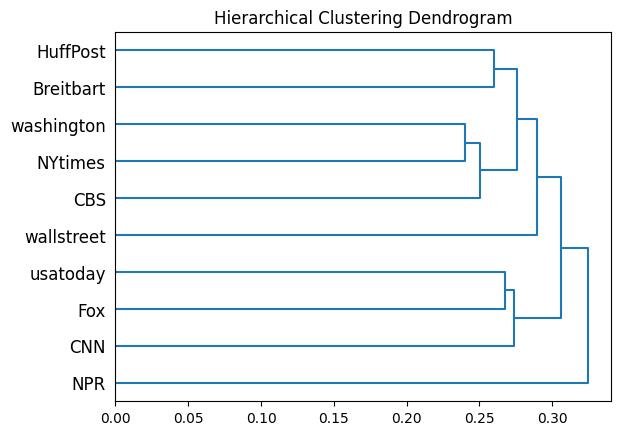 Hierarchical Clustering Dendrogram
HuffPost
Breitbart
washington
NYtimes
CBS
wallstreet
usatoday
Fox
CNN
NPR
0.00 0.05 0.10 0.15 0.20 0.25 0.30